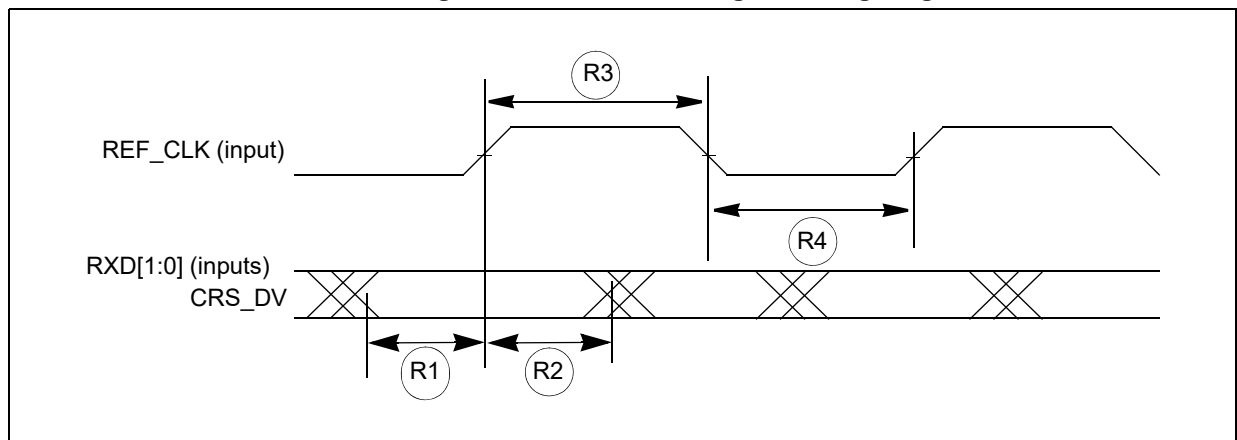 R3
REF_CLK (input)
R4
RXD[1:0] (inputs)
CRS_DV
R1
R2